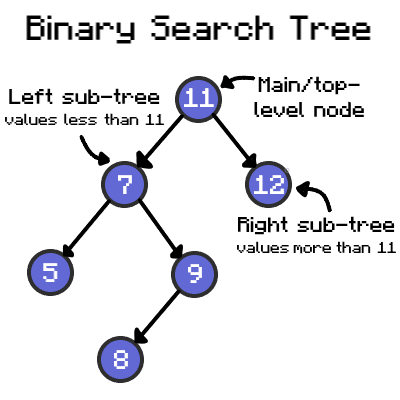 Binary Search Tree
Main/top-
level node
Left sub-tree
values less than 11
11
7
12
Right sub-tree
values more than 11
5
9
8